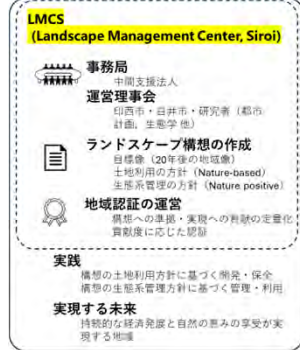 LMCS
(Landscape Management Center, Siroi)
事務局
中間支援法人
運営理事会
印西市・白井市・研究者（都市
計画，生態学 他）
ランドスケープ構想の作成
目標像（20年後の地域像）
土地利用の方針（Nature-based）
生態系管理の方針（Nature positive）
地域認証の運営
構想への準拠・実現への貢献の定量化
貢献度に応じた認証
実践
構想の土地利用方針に基づく開発・保全
構想の生態系管理方針に基づく管理・利用
実現する未来
持続的な経済発展と自然の恵みの享受が実
現する地域